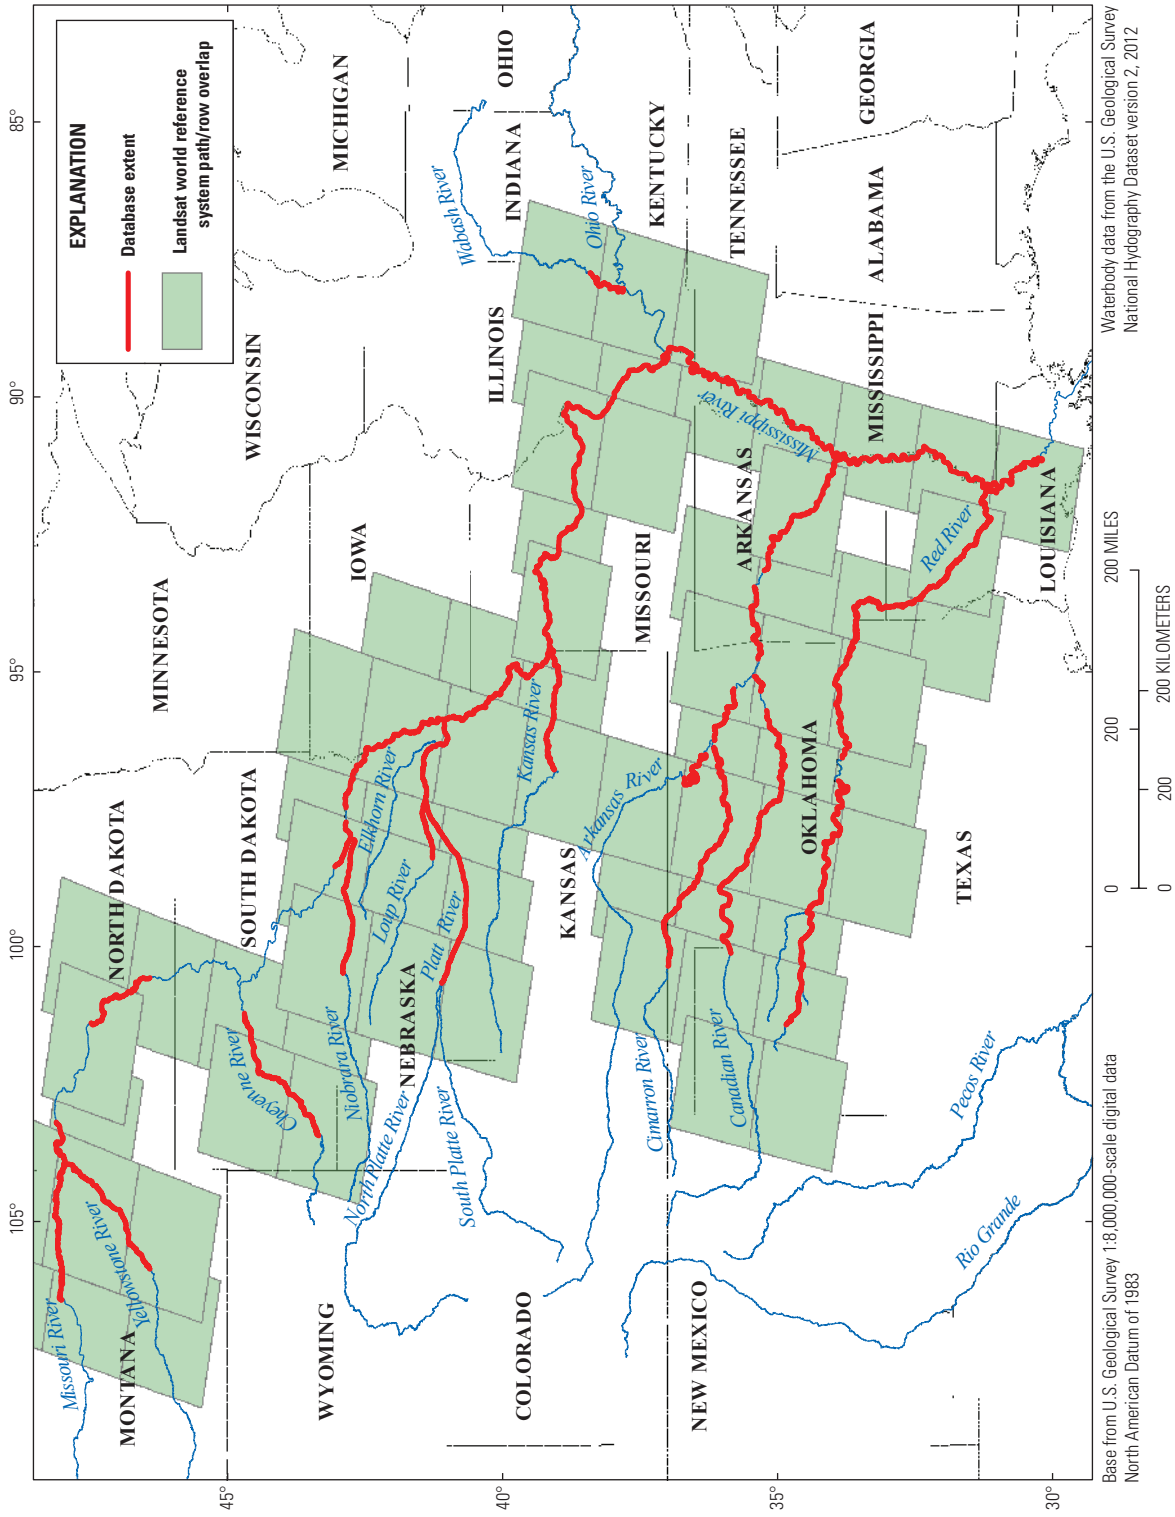 105°
100°
95°
90°
85°
45°
40°
35°
30°
EXPLANATION
Database extent
Landsat world reference
system path/row overlap
MONTANA
NORTH DAKOTA
MINNESOTA
WISCONSIN
MICHIGAN
SOUTH DAKOTA
WYOMING
IOWA
NEBRASKA
ILLINOIS
INDIANA
OHIO
COLORADO
KANSAS
MISSOURI
KENTUCKY
NEW MEXICO
OKLAHOMA
ARKANSAS
TENNESSEE
TEXAS
LOUISIANA
MISSISSIPPI
ALABAMA
GEORGIA
Missouri River
Yellowstone River
Cheyenne River
Niobrara River
North Platte River
South Platte River
Platt River
Loup River
Elkhorn River
Kansas River
Arkansas River
Cimarron River
Canadian River
Pecos River
Rio Grande
Red River
Mississippi River
Ohio River
Wabash River
0 200 200 MILES
0 200 200 KILOMETERS
Base from U.S. Geological Survey 1:8,000,000-scale digital data
North American Datum of 1983
Waterbody data from the U.S. Geological Survey
National Hydography Dataset version 2, 2012